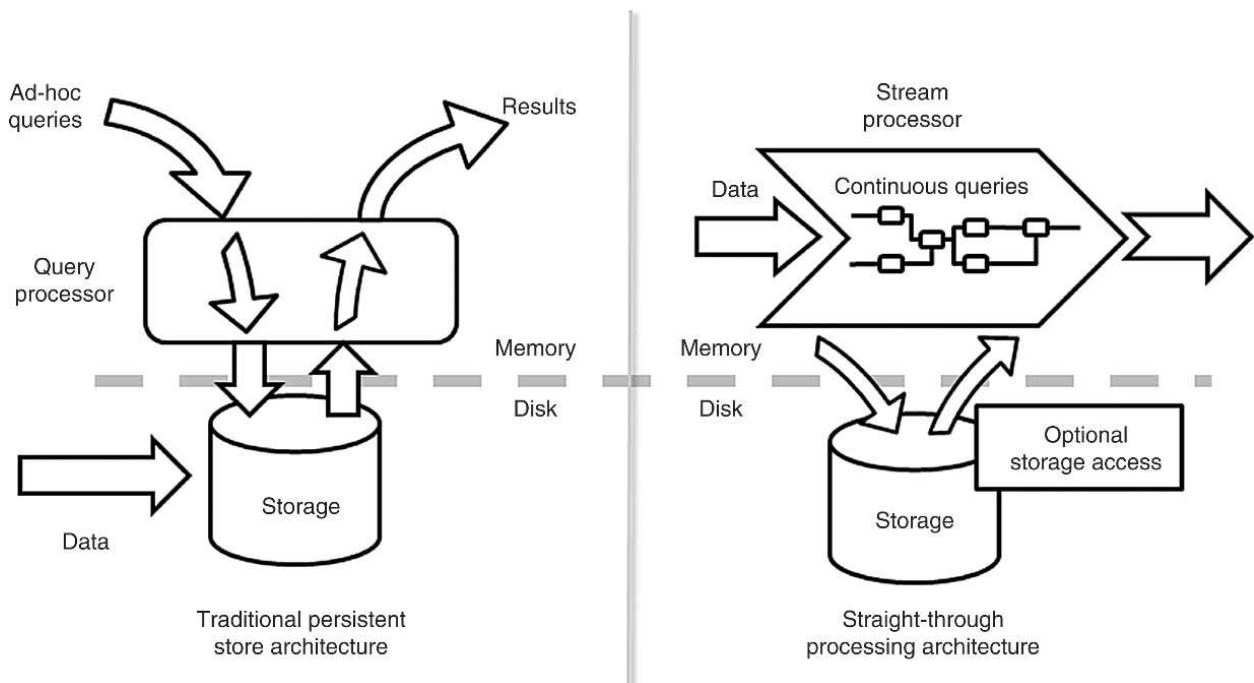 Ad-hoc
queries
Results
Query
processor
Memory
Disk
Data
Storage
Traditional persistent
store architecture
Stream
processor
Data
Continuous queries
Memory
Disk
Optional
storage access
Storage
Straight-through
processing architecture